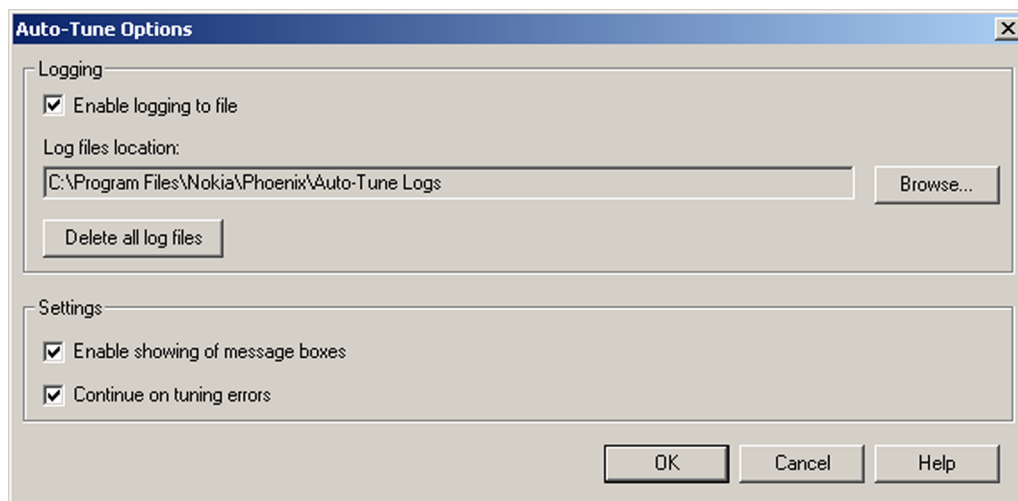 Auto-Tune Options
Logging
Enable logging to file
Log files location:
C:\Program Files\Nokia\Phoenix\Auto-Tune Logs
Browse...
Delete all log files
Settings
Enable showing of message boxes
Continue on tuning errors
OK
Cancel
Help